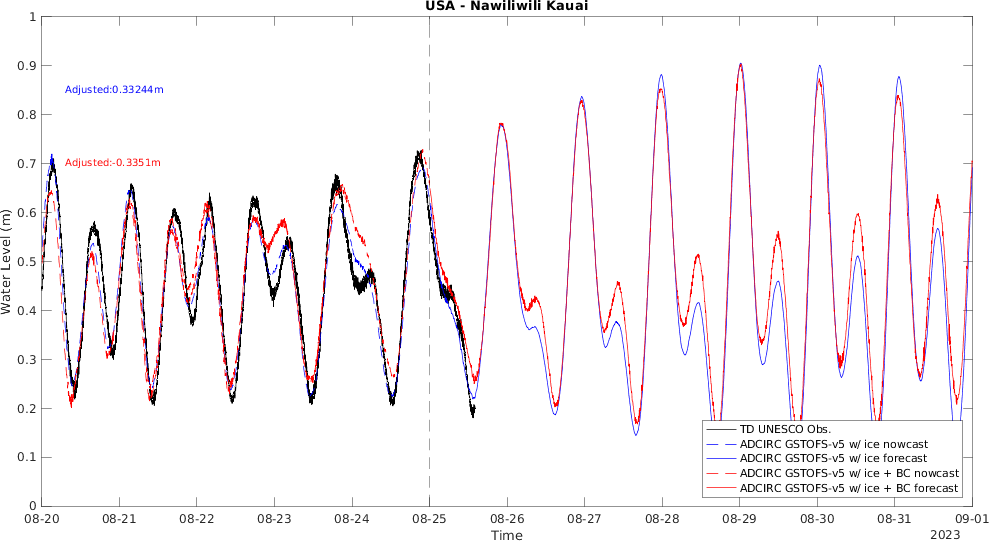 USA - Nawiliwili Kauai
1
0.9
0.8
0.7
0.6
0.5
0.4
0.3
0.2
0.1
0
Water Level (m)
Adjusted:0.33244m
Adjusted:-0.3351m
TD UNESCO Obs.
ADCIRC GSTOFS-v5 w/ ice nowcast
ADCIRC GSTOFS-v5 w/ ice forecast
ADCIRC GSTOFS-v5 w/ ice + BC nowcast
ADCIRC GSTOFS-v5 w/ ice + BC forecast
08-20 08-21 08-22 08-23 08-24 08-25 08-26 08-27 08-28 08-29 08-30 08-31 09-01
Time
2023